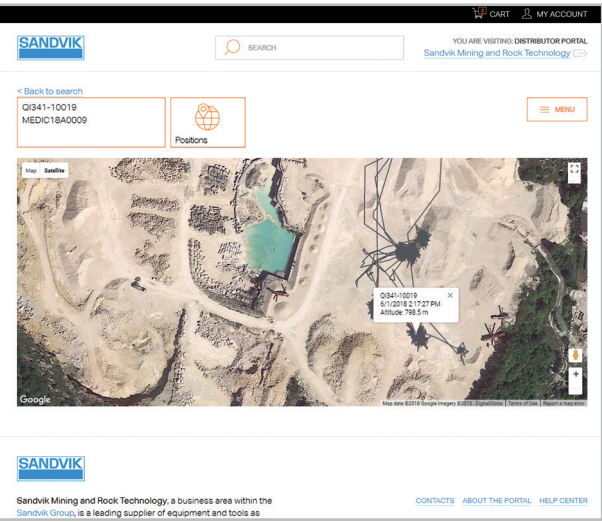 3
CART
MY ACCOUNT
SANDVIK
SEARCH
YOU ARE VISITING: DISTRIBUTOR PORTAL
Sandvik Mining and Rock Technology
< Back to search
QI341-10019
MEDIC18A0009
Positions
MENU
Map Satellite
QI341-10019
6/1/2018 2:17:27 PM
Altitude: 798.5 m
Google
Map data ©2018 Google Imagery ©2018, DigitalGlobe Terms of Use Report a map error
SANDVIK
Sandvik Mining and Rock Technology, a business area within the
Sandvik Group, is a leading supplier of equipment and tools as
CONTACTS ABOUT THE PORTAL HELP CENTER